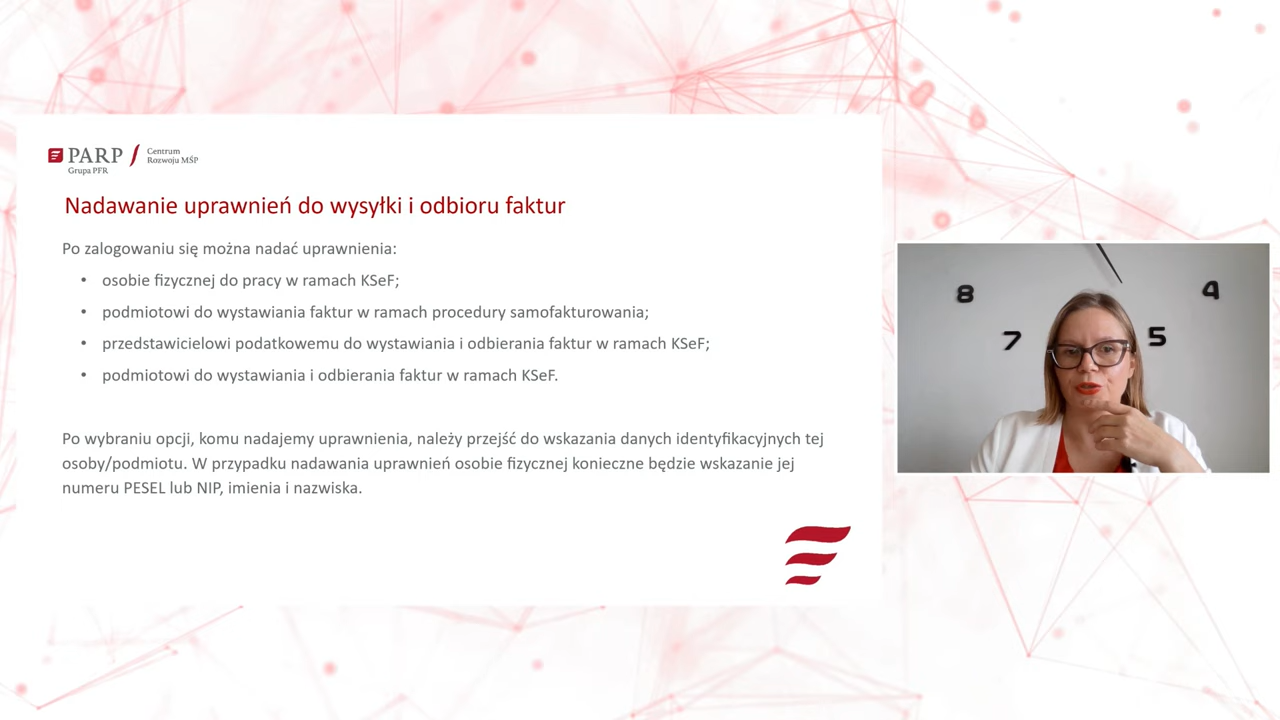 PARP
Grupa PFR
Centrum
Rozwoju MŚP
Nadawanie uprawnień do wysyłki i odbioru faktur
Po zalogowaniu się można nadać uprawnienia:
• osobie fizycznej do pracy w ramach KSeF;
• podmiotowi do wystawiania faktur w ramach procedury samofakturowania;
• przedstawicielowi podatkowemu do wystawiania i odbierania faktur w ramach KSeF;
• podmiotowi do wystawiania i odbierania faktur w ramach KSeF.
Po wybraniu opcji, komu nadajemy uprawnienia, należy przejść do wskazania danych identyfikacyjnych tej
osoby/podmiotu. W przypadku nadawania uprawnień osobie fizycznej konieczne będzie wskazanie jej
numeru PESEL lub NIP, imienia i nazwiska.
8
4
7
5